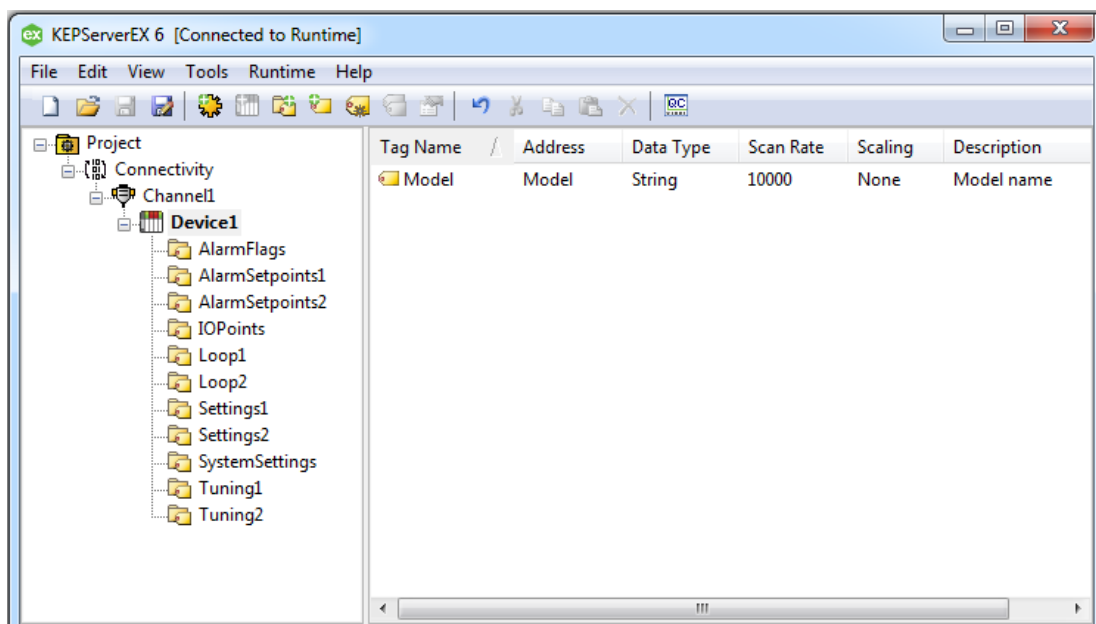 KEPServerEX 6 [Connected to Runtime]
File Edit View Tools Runtime Help
Project
Connectivity
Channel1
Device1
AlarmFlags
AlarmSetpoints1
AlarmSetpoints2
IOPoints
Loop1
Loop2
Settings1
Settings2
SystemSettings
Tuning1
Tuning2
Tag Name Address Data Type Scan Rate Scaling Description
Model Model String 10000 None Model name